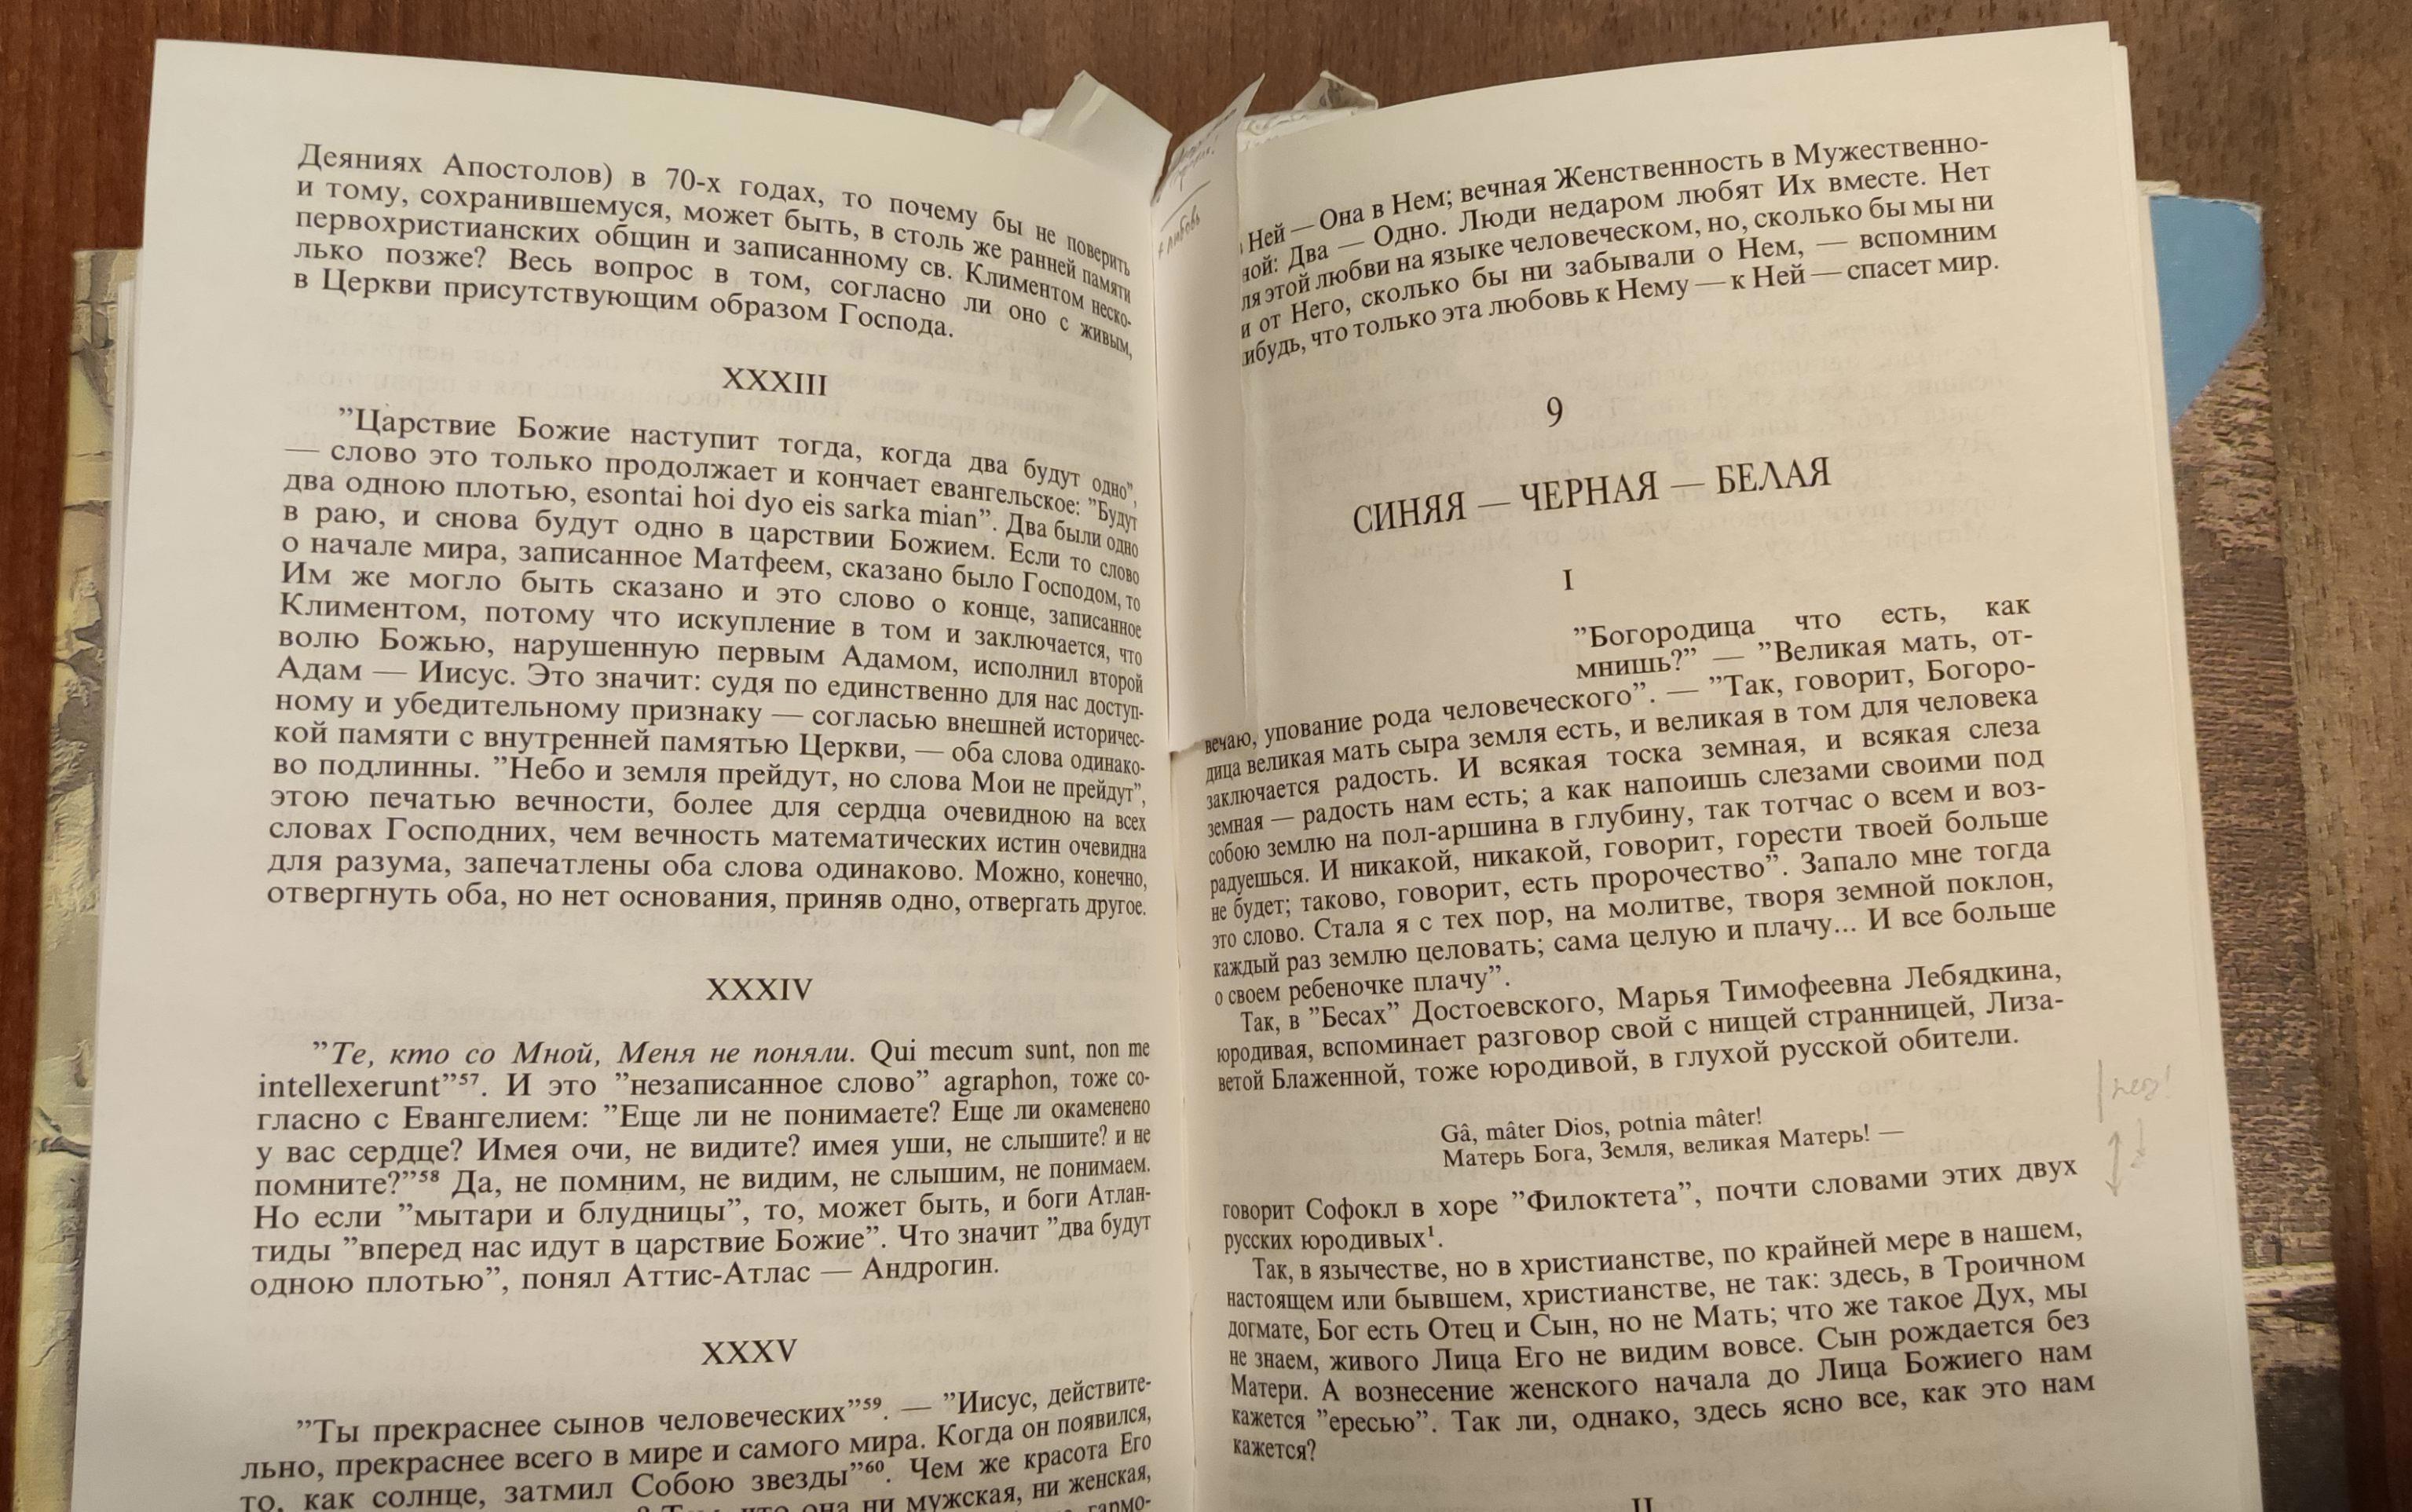 Деяниях Апостолов) в 70-х годах, то почему бы не поверить
и тому, сохранившемуся, может быть, в столь же ранней памяти
первохристианских общин и записанному св. Климентом неско-
лько позже? Весь вопрос в том, согласно ли оно с живым,
в Церкви присутствующим образом Господа.
XXXIII
”Царствие Божие наступит тогда, когда два будут одно”,
— слово это только продолжает и кончает евангельское: ”Будут
два одною плотью, esontai hoi dyo eis sarka mian”. Два были одно
в раю, и снова будут одно в царствии Божием. Если то слово
о начале мира, записанное Матфеем, сказано было Господом, то
Им же могло быть сказано и это слово о конце, записанное
Климентом, потому что искупление в том и заключается, что
волю Божью, нарушенную первым Адамом, исполнил второй
Адам — Иисус. Это значит: судя по единственно для нас доступ-
ному и убедительному признаку — согласью внешней историчес-
кой памяти с внутренней памятью Церкви, — оба слова одинако-
во подлинны. ”Небо и земля прейдут, но слова Мои не прейдут”,
этою печатью вечности, более для сердца очевидною на всех
словах Господних, чем вечность математических истин очевидна
для разума, запечатлены оба слова одинаково. Можно, конечно,
отвергнуть оба, но нет основания, приняв одно, отвергать другое.
XXXIV
”Те, кто со Мной, Меня не поняли. Qui mecum sunt, non me
intellexerunt”⁵⁷. И это ”незаписанное слово” agraphon, тоже со-
гласно с Евангелием: ”Еще ли не понимаете? Еще ли окаменено
у вас сердце? Имея очи, не видите? имея уши, не слышите? и не
помните?”⁵⁸ Да, не помним, не видим, не слышим, не понимаем.
Но если ”мытари и блудницы”, то, может быть, и боги Атлан-
тиды ”вперед нас идут в царствие Божие”. Что значит ”два будут
одною плотью”, понял Аттис-Атлас — Андрогин.
XXXV
”Ты прекраснее сынов человеческих”⁵⁹. — ”Иисус, действите-
льно, прекраснее всего в мире и самого мира. Когда он появился,
то, как солнце, затмил Собою звезды”⁶⁰. Чем же красота Его
что она ни мужская, ни женская,
гармо-
+ любовь
Ней — Она в Нем; вечная Женственность в Мужественно-
ной: Два — Одно. Люди недаром любят Их вместе. Нет
ля этой любви на языке человеческом, но, сколько бы мы ни
и от Него, сколько бы ни забывали о Нем, — вспомним
ибудь, что только эта любовь к Нему — к Ней — спасет мир.
9
СИНЯЯ — ЧЕРНАЯ — БЕЛАЯ
I
”Богородица что есть, как
мнишь?” — ”Великая мать, от-
вечаю, упование рода человеческого”. — ”Так, говорит, Богоро-
дица великая мать сыра земля есть, и великая в том для человека
заключается радость. И всякая тоска земная, и всякая слеза
земная — радость нам есть; а как напоишь слезами своими под
собою землю на пол-аршина в глубину, так тотчас о всем и воз-
радуешься. И никакой, никакой, говорит, горести твоей больше
не будет; таково, говорит, есть пророчество”. Запало мне тогда
это слово. Стала я с тех пор, на молитве, творя земной поклон,
каждый раз землю целовать; сама целую и плачу... И все больше
о своем ребеночке плачу”.
Так, в ”Бесах” Достоевского, Марья Тимофеевна Лебядкина,
юродивая, вспоминает разговор свой с нищей странницей, Лиза-
ветой Блаженной, тоже юродивой, в глухой русской обители.
Gâ, mâter Dios, potnia mâter!
Матерь Бога, Земля, великая Матерь! —
говорит Софокл в хоре ”Филоктета”, почти словами этих двух
русских юродивых¹.
Так, в язычестве, но в христианстве, по крайней мере в нашем,
настоящем или бывшем, христианстве, не так: здесь, в Троичном
догмате, Бог есть Отец и Сын, но не Мать; что же такое Дух, мы
не знаем, живого Лица Его не видим вовсе. Сын рождается без
Матери. А вознесение женского начала до Лица Божиего нам
кажется ”ересью”. Так ли, однако, здесь ясно все, как это нам
кажется?
II